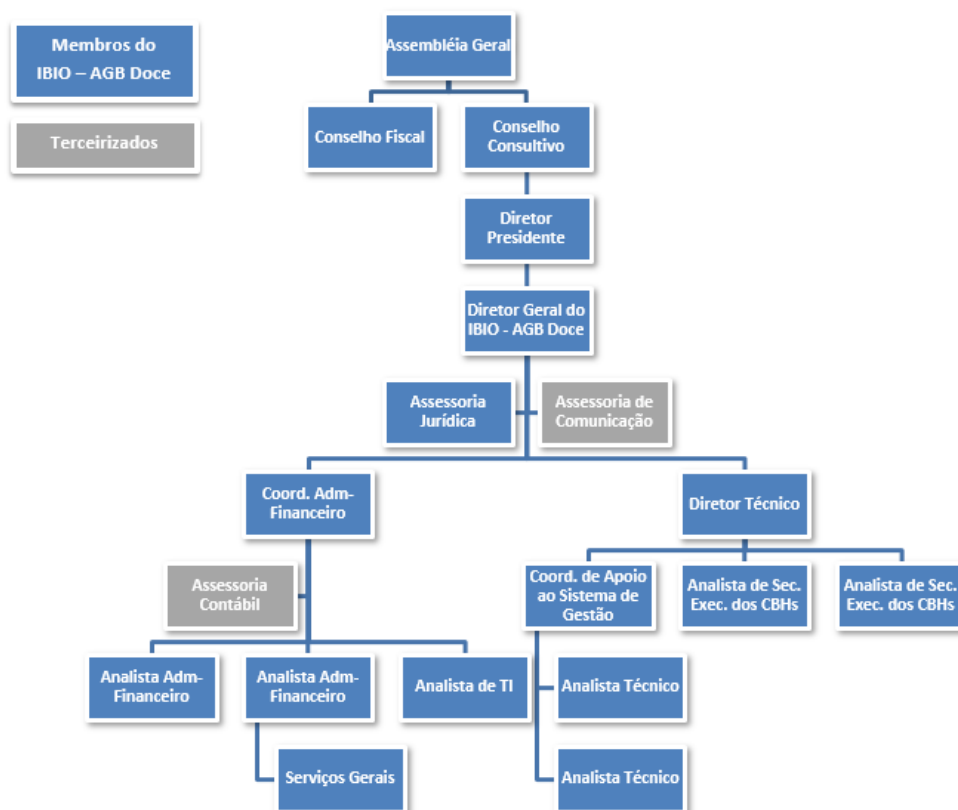 Membros do
IBIO – AGB Doce
Terceirizados
Assembléia Geral
Conselho Fiscal
Conselho
Consultivo
Diretor
Presidente
Diretor Geral do
IBIO - AGB Doce
Assessoria
Jurídica
Assessoria de
Comunicação
Coord. Adm-
Financeiro
Diretor Técnico
Assessoria
Contábil
Coord. de Apoio
ao Sistema de
Gestão
Analista de Sec.
Exec. dos CBHs
Analista de Sec.
Exec. dos CBHs
Analista Adm-
Financeiro
Analista Adm-
Financeiro
Analista de TI
Analista Técnico
Serviços Gerais
Analista Técnico